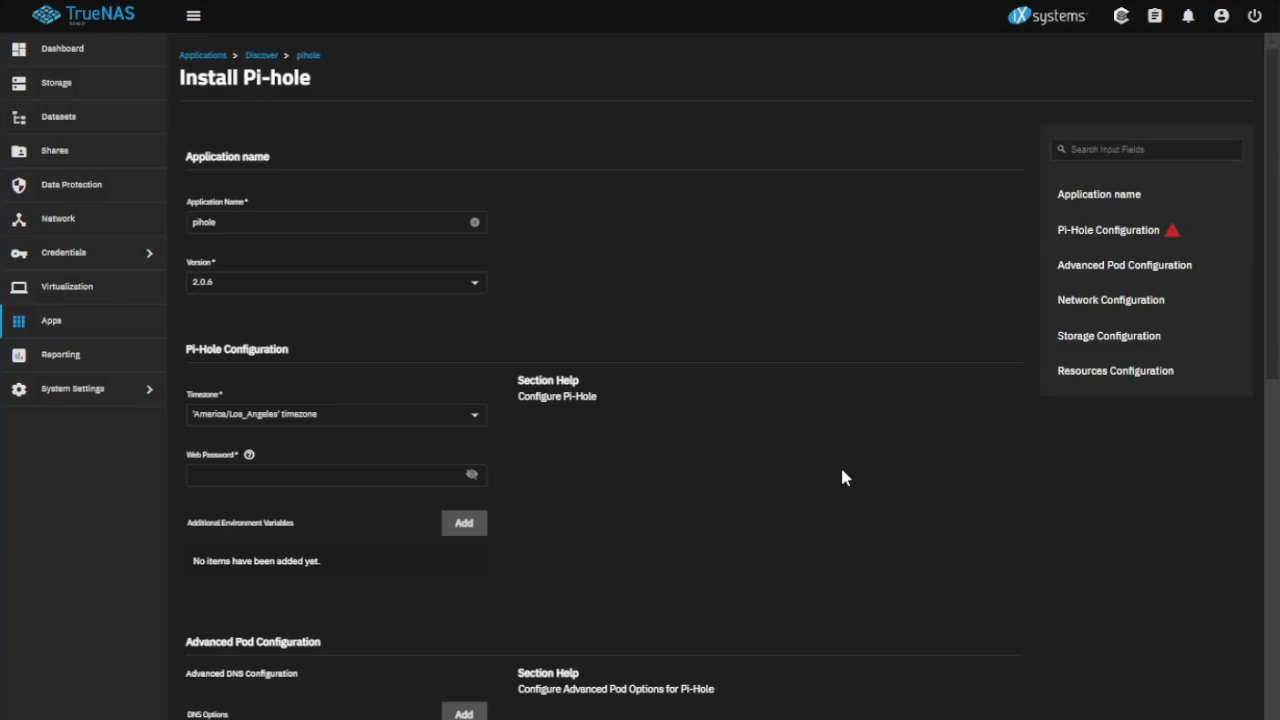 TrueNAS
SCALE
iXsystems
Dashboard
Storage
Datasets
Shares
Data Protection
Network
Credentials
Virtualization
Apps
Reporting
System Settings
Applications > Discover > pihole
Install Pi-hole
Application name
Application Name*
pihole
Version*
2.0.6
Pi-Hole Configuration
Timezone*
'America/Los_Angeles' timezone
Section Help
Configure Pi-Hole
Web Password*
Additional Environment Variables
Add
No items have been added yet.
Advanced Pod Configuration
Advanced DNS Configuration
Section Help
Configure Advanced Pod Options for Pi-Hole
DNS Options
Add
Search Input Fields
Application name
Pi-Hole Configuration
Advanced Pod Configuration
Network Configuration
Storage Configuration
Resources Configuration